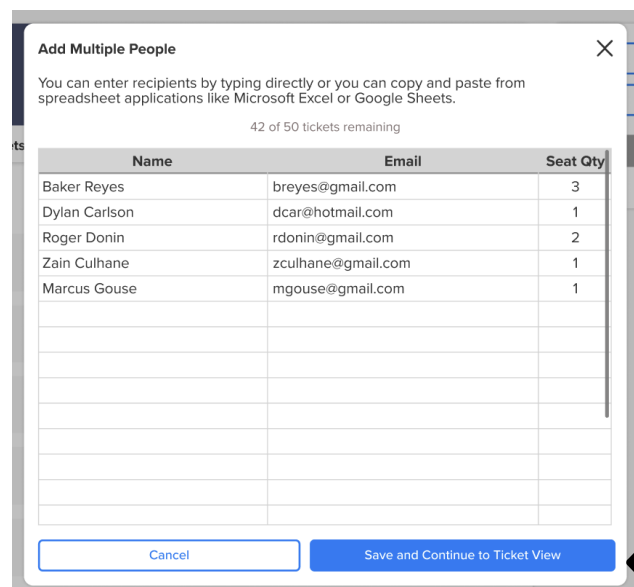 Add Multiple People
You can enter recipients by typing directly or you can copy and paste from
spreadsheet applications like Microsoft Excel or Google Sheets.
42 of 50 tickets remaining
ts
Name Email Seat Qty
Baker Reyes breyes@gmail.com 3
Dylan Carlson dcar@hotmail.com 1
Roger Donin rdonin@gmail.com 2
Zain Culhane zculhane@gmail.com 1
Marcus Gouse mgouse@gmail.com 1
Cancel Save and Continue to Ticket View